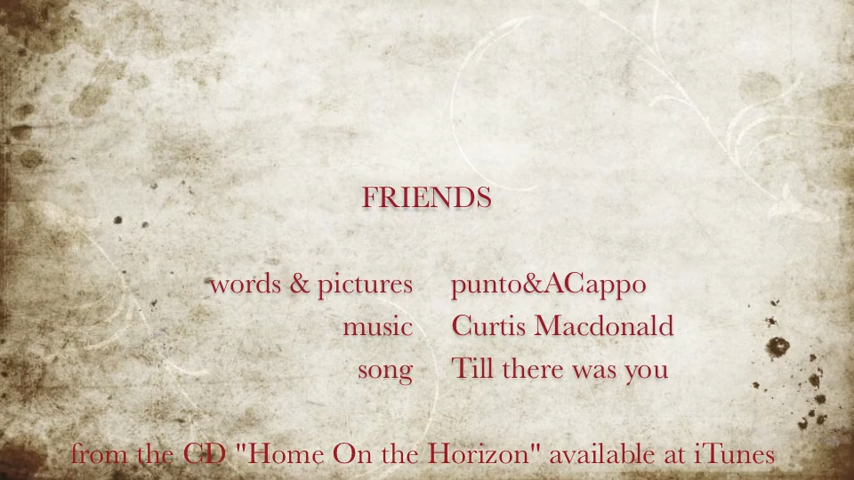 FRIENDS
words & pictures punto&ACappo
music Curtis Macdonald
song Till there was you
from the CD "Home On the Horizon" available at iTunes